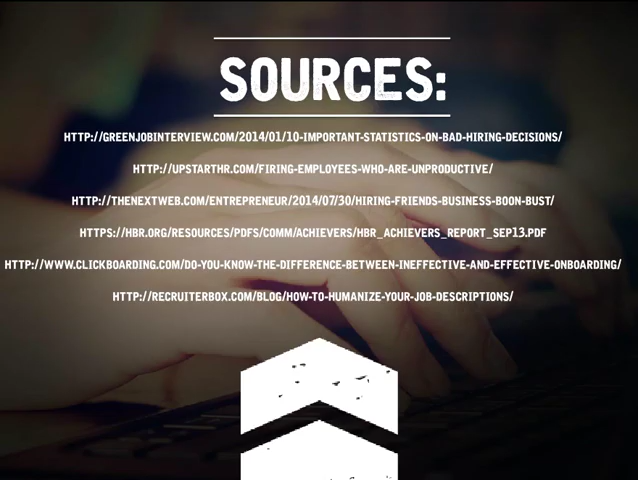 SOURCES:
HTTP://GREENJOBINTERVIEW.COM/2014/01/10-IMPORTANT-STATISTICS-ON-BAD-HIRING-DECISIONS/
HTTP://UPSTARTHR.COM/FIRING-EMPLOYEES-WHO-ARE-UNPRODUCTIVE/
HTTP://THENEXTWEB.COM/ENTREPRENEUR/2014/07/30/HIRING-FRIENDS-BUSINESS-BOON-BUST/
HTTPS://HBR.ORG/RESOURCES/PDFS/COMM/ACHIEVERS/HBR_ACHIEVERS_REPORT_SEP13.PDF
HTTP://WWW.CLICKBOARDING.COM/DO-YOU-KNOW-THE-DIFFERENCE-BETWEEN-INEFFECTIVE-AND-EFFECTIVE-ONBOARDING/
HTTP://RECRUITERBOX.COM/BLOG/HOW-TO-HUMANIZE-YOUR-JOB-DESCRIPTIONS/